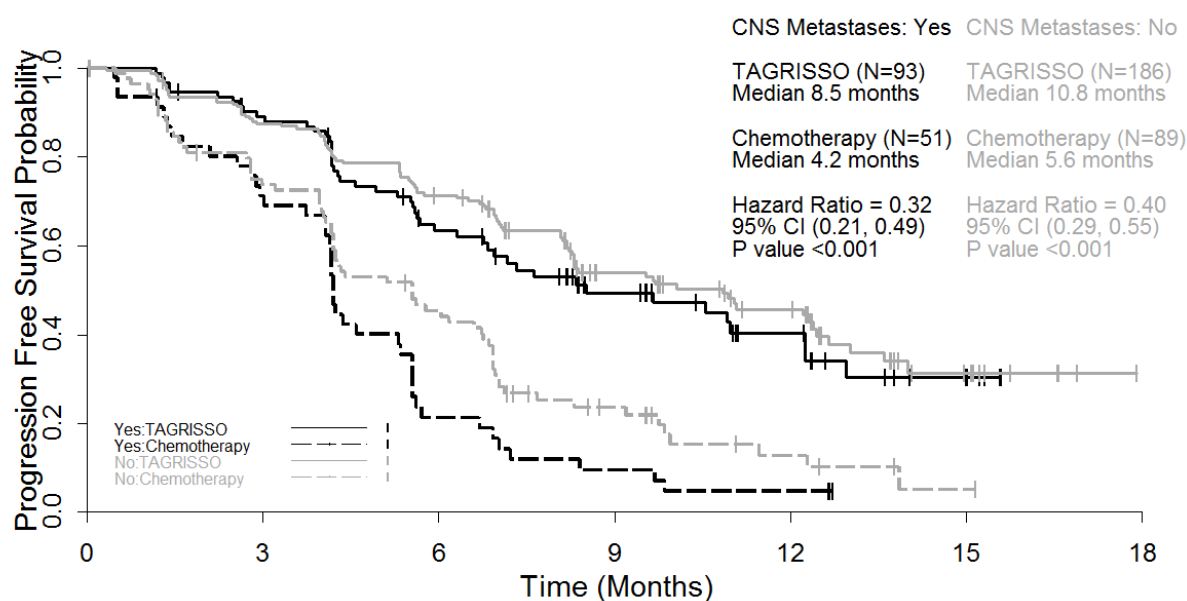 CNS Metastases: Yes CNS Metastases: No
TAGRISSO (N=93) TAGRISSO (N=186)
Median 8.5 months Median 10.8 months
Chemotherapy (N=51) Chemotherapy (N=89)
Median 4.2 months Median 5.6 months
Hazard Ratio = 0.32 Hazard Ratio = 0.40
95% CI (0.21, 0.49) 95% CI (0.29, 0.55)
P value <0.001 P value <0.001
Progression Free Survival Probability
1.0
0.8
0.6
0.4
0.2
0.0
Yes:TAGRISSO
Yes:Chemotherapy
No:TAGRISSO
No:Chemotherapy
0 3 6 9 12 15 18
Time (Months)